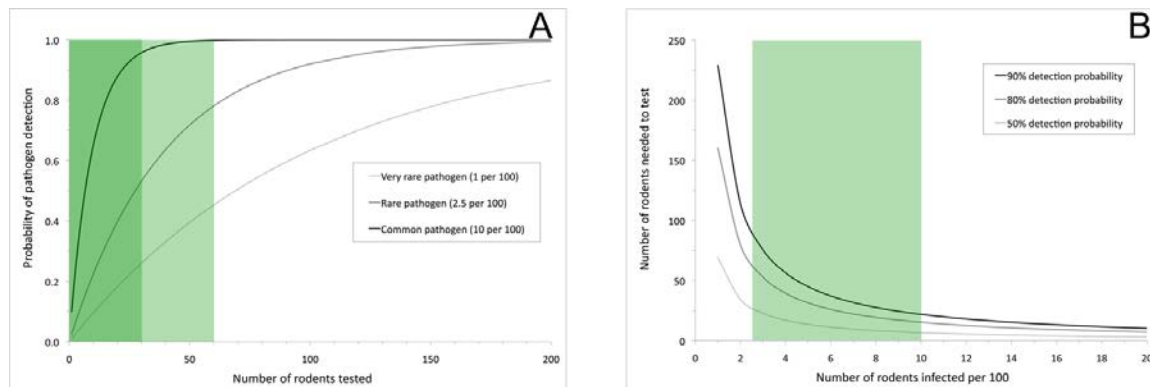 A
1.0
0.8
0.6
0.4
0.2
0.0
Probability of pathogen detection
Very rare pathogen (1 per 100)
Rare pathogen (2.5 per 100)
Common pathogen (10 per 100)
0 50 100 150 200
Number of rodents tested
B
250
200
150
100
50
0
Number of rodents needed to test
90% detection probability
80% detection probability
50% detection probability
0 2 4 6 8 10 12 14 16 18 20
Number of rodents infected per 100